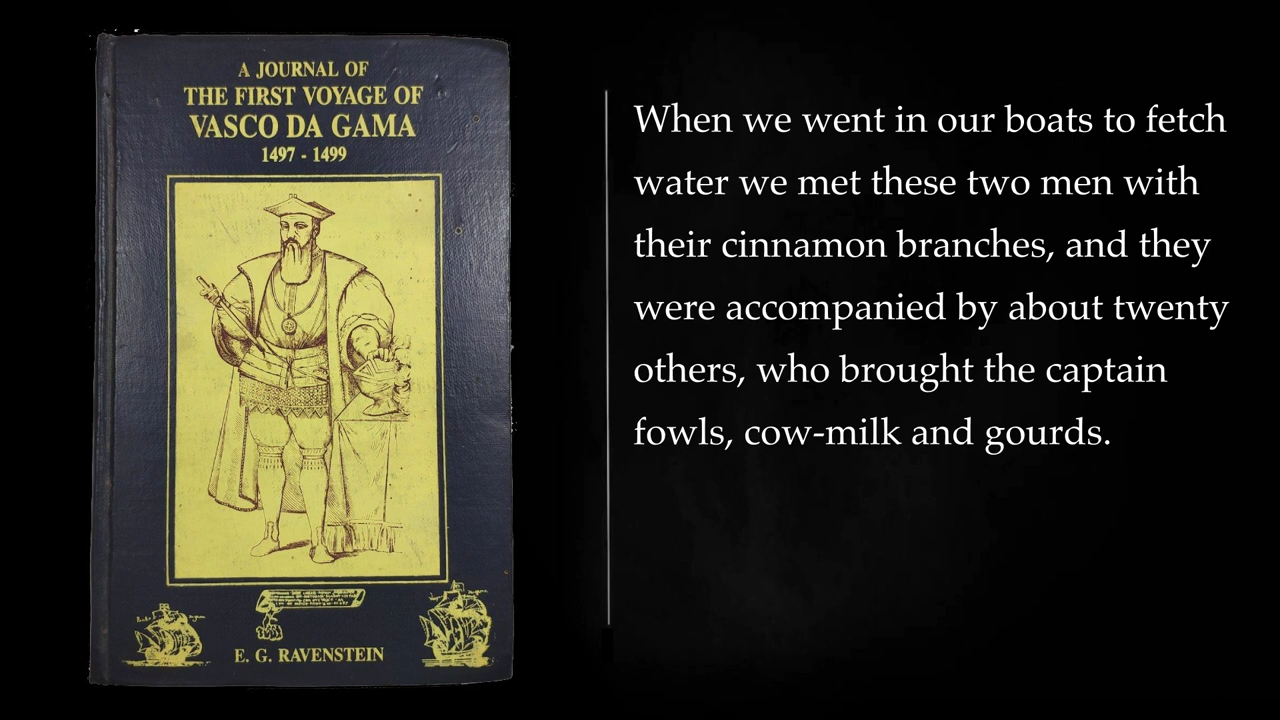 A JOURNAL OF
THE FIRST VOYAGE OF
VASCO DA GAMA
1497 - 1499
E. G. RAVENSTEIN
When we went in our boats to fetch
water we met these two men with
their cinnamon branches, and they
were accompanied by about twenty
others, who brought the captain
fowls, cow-milk and gourds.